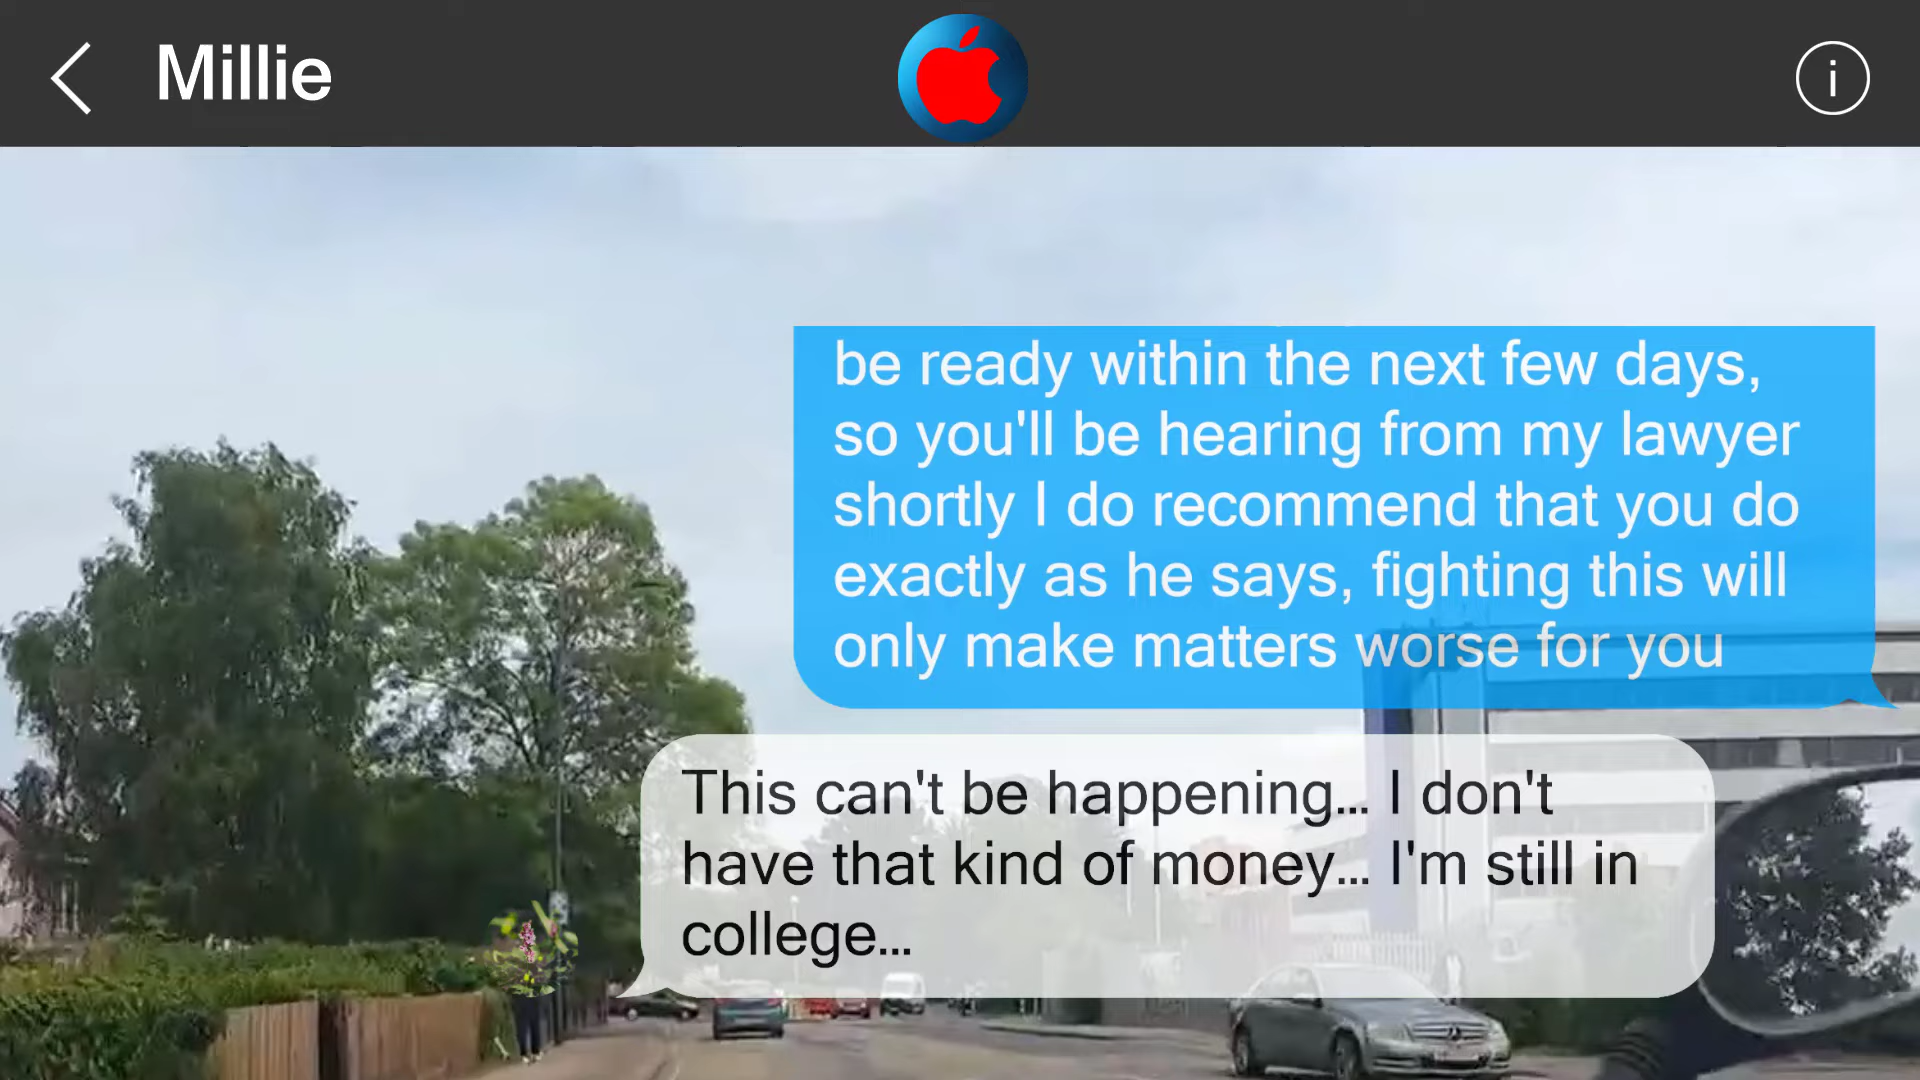 Millie
i
be ready within the next few days,
so you'll be hearing from my lawyer
shortly I do recommend that you do
exactly as he says, fighting this will
only make matters worse for you
This can't be happening... I don't
have that kind of money... I'm still in
college...